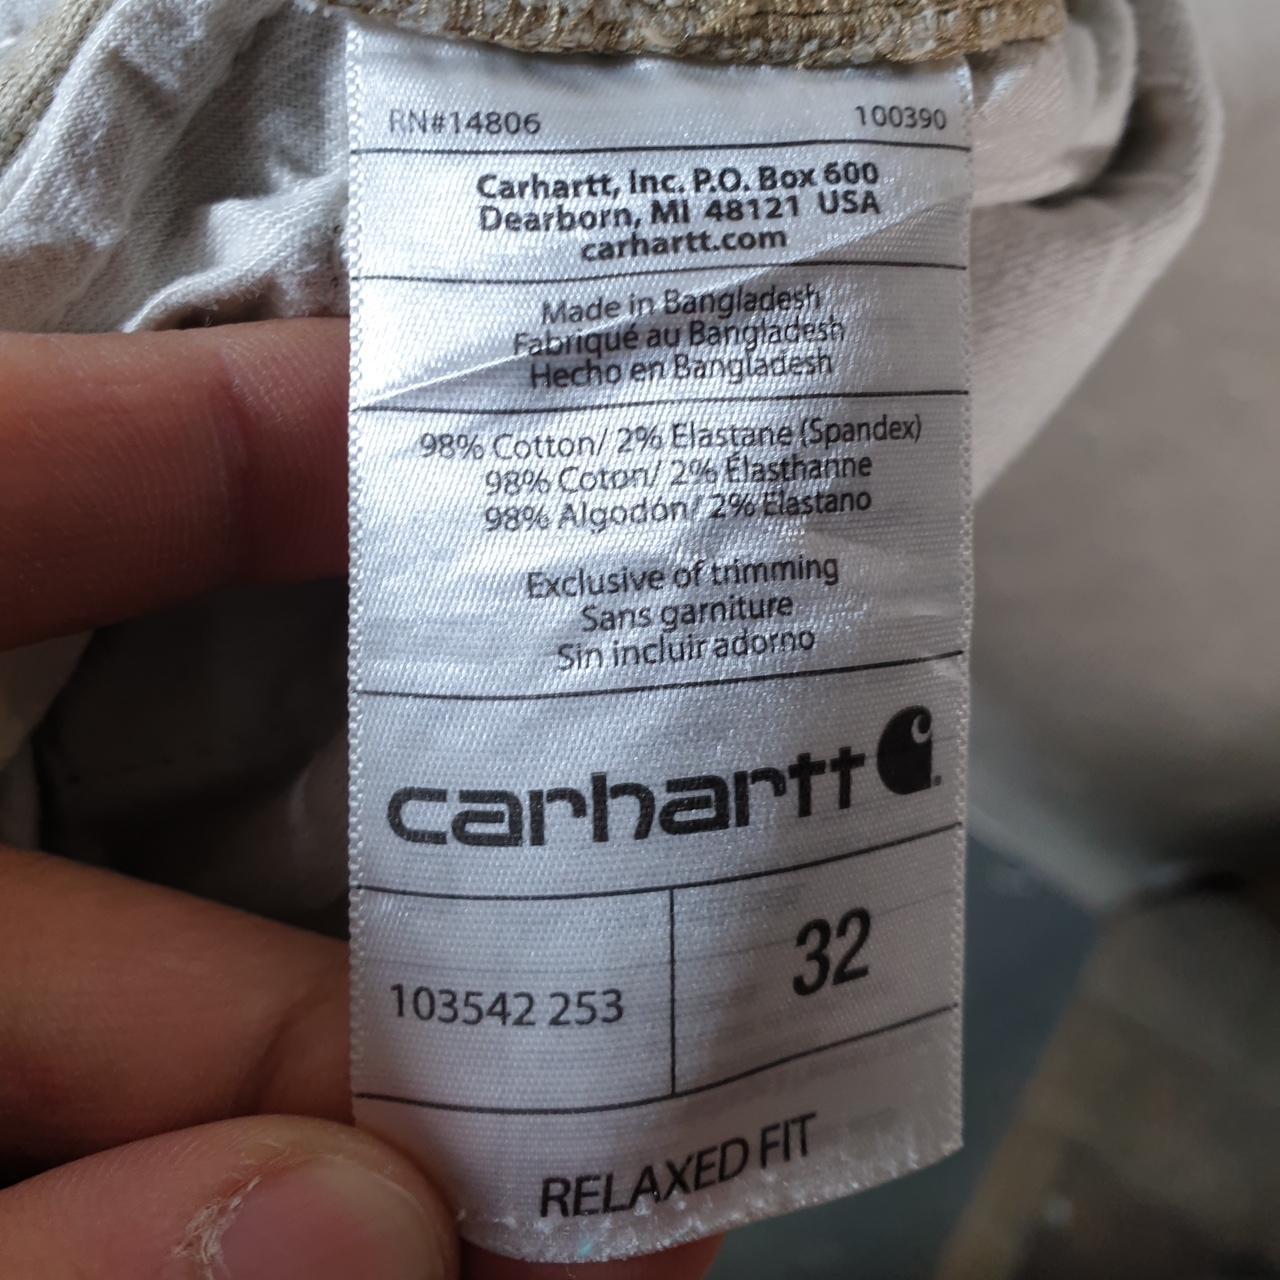 RN#14806 100390
Carhartt, Inc. P.O. Box 600
Dearborn, MI 48121 USA
carhartt.com
Made in Bangladesh
Fabriqué au Bangladesh
Hecho en Bangladesh
98% Cotton/ 2% Elastane (Spandex)
98% Coton/ 2% Élasthanne
98% Algodón/ 2% Elastano
Exclusive of trimming
Sans garniture
Sin incluir adorno
carhartt
103542 253 32
RELAXED FIT